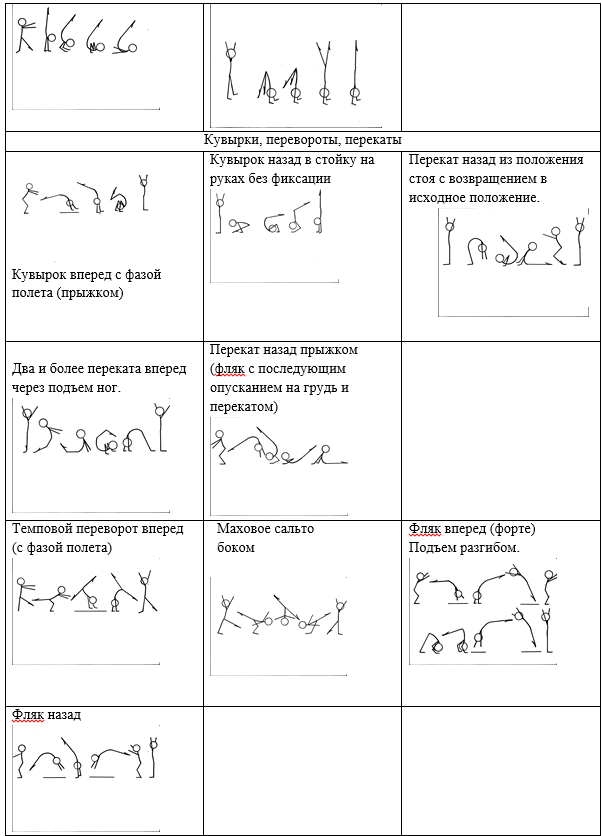 Кувырки, перевороты, перекаты
Кувырок вперед с фазой
полета (прыжком)
Кувырок назад в стойку на
руках без фиксации
Перекат назад из положения
стоя с возвращением в
исходное положение.
Два и более переката вперед
через подъем ног.
Перекат назад прыжком
(фляк с последующим
опусканием на грудь и
перекатом)
Темповой переворот вперед
(с фазой полета)
Маховое сальто
боком
Фляк вперед (форте)
Подъем разгибом.
Фляк назад